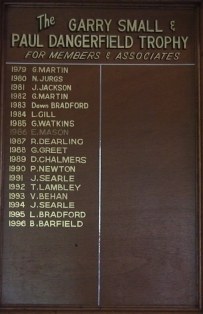 The GARRY SMALL &
PAUL DANGERFIELD TROPHY
FOR MEMBERS & ASSOCIATES
1979 G.MARTIN
1980 N.JURGS
1981 J.JACKSON
1982 G.MARTIN
1983 Dawn BRADFORD
1984 L.GILL
1985 G.WATKINS
1986 E.MASON
1987 R.DEARLING
1988 G.GREET
1989 D.CHALMERS
1990 P.NEWTON
1991 J.SEARLE
1992 T.LAMBLEY
1993 V.BEHAN
1994 J.SEARLE
1995 L.BRADFORD
1996 B.BARFIELD